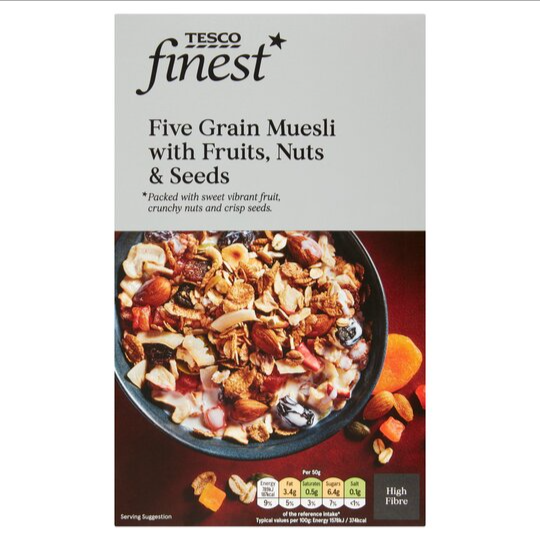 TESCO
finest*
Five Grain Muesli
with Fruits, Nuts
& Seeds
*Packed with sweet vibrant fruit,
crunchy nuts and crisp seeds.
Per 50g
Energy Fat Saturates Sugars Salt
789kJ 187kcal 3.4g 0.5g 6.4g 0.1g
9% 5% 3% 7% <1%
of the reference intake*
Typical values per 100g: Energy 1578kJ / 374kcal
High
Fibre
Serving Suggestion